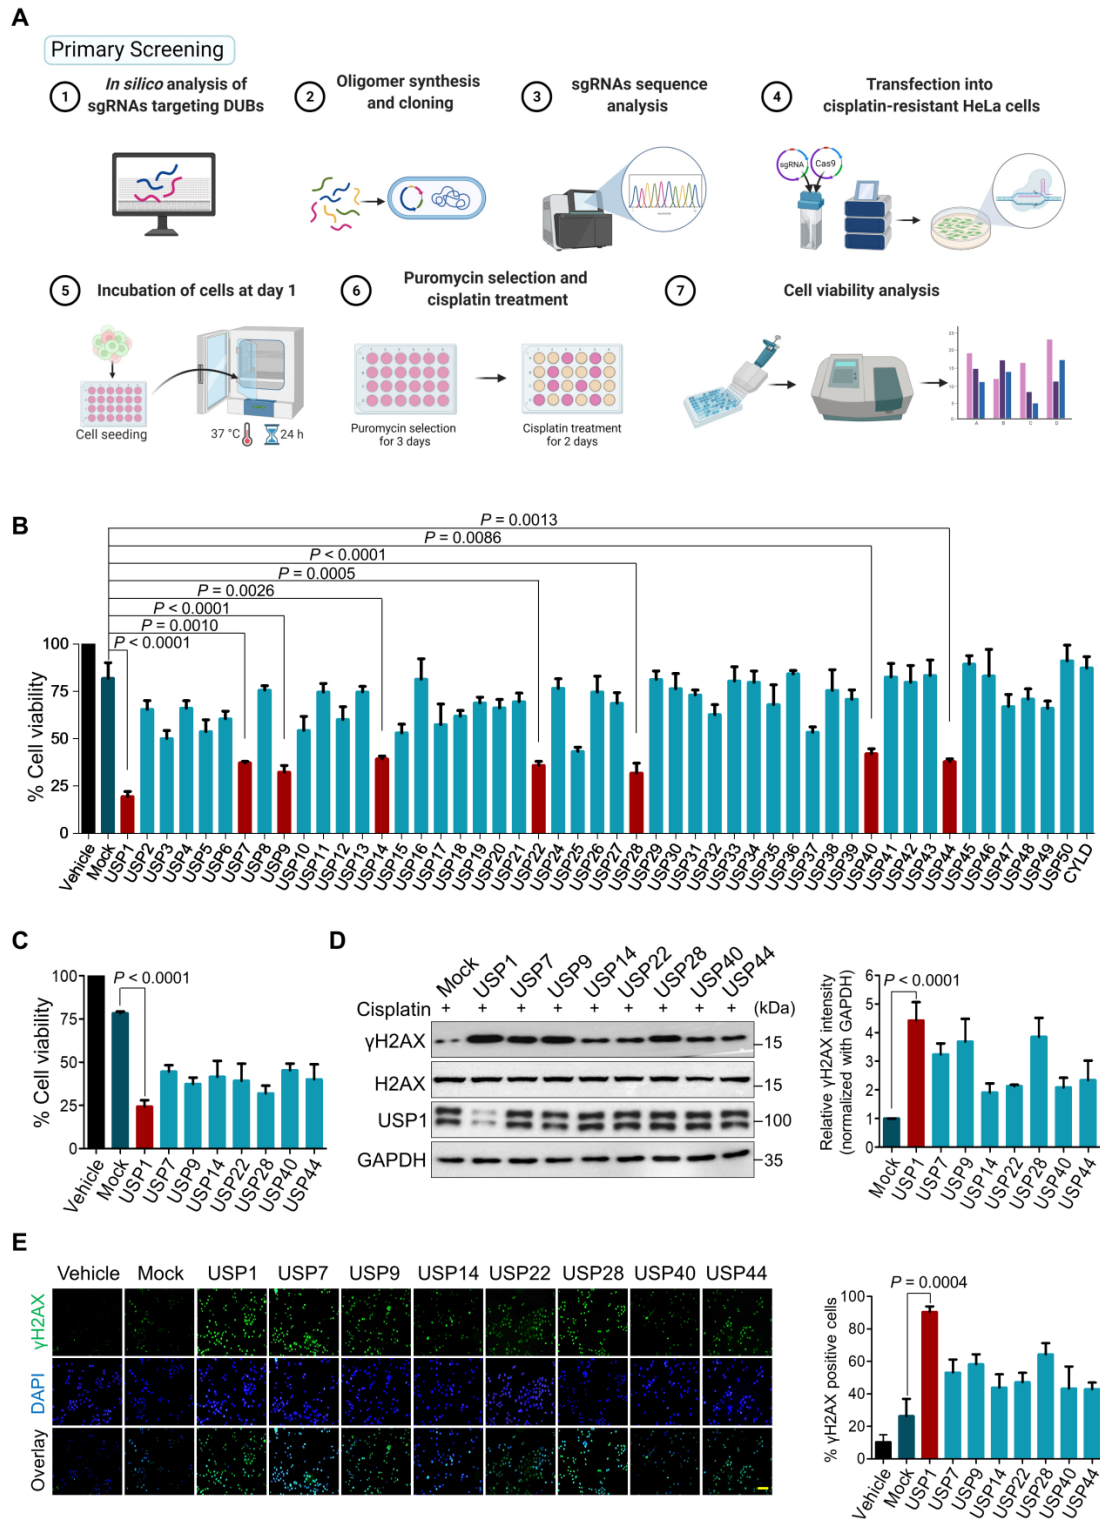 A
Primary Screening
1
In silico analysis of
sgRNAs targeting DUBs
2
Oligomer synthesis
and cloning
3
sgRNAs sequence
analysis
4
Transfection into
cisplatin-resistant HeLa cells
sgRNA
Cas9
5
Incubation of cells at day 1
Cell seeding
37 °C
24 h
6
Puromycin selection and
cisplatin treatment
Puromycin selection
for 3 days
Cisplatin treatment
for 2 days
7
Cell viability analysis
25
20
15
10
5
0
A B C D
B
P = 0.0013
P = 0.0086
P < 0.0001
P = 0.0005
P = 0.0026
P < 0.0001
P = 0.0010
P < 0.0001
% Cell viability
100
75
50
25
0
Vehicle
Mock
USP1
USP2
USP3
USP4
USP5
USP6
USP7
USP8
USP9
USP10
USP11
USP12
USP13
USP14
USP15
USP16
USP17
USP18
USP19
USP20
USP21
USP22
USP24
USP25
USP26
USP27
USP28
USP29
USP30
USP31
USP32
USP33
USP34
USP35
USP36
USP37
USP38
USP39
USP40
USP41
USP42
USP43
USP44
USP45
USP46
USP47
USP48
USP49
USP50
CYLD
C
P < 0.0001
% Cell viability
100
75
50
25
0
Vehicle
Mock
USP1
USP7
USP9
USP14
USP22
USP28
USP40
USP44
D
Mock
USP1
USP7
USP9
USP14
USP22
USP28
USP40
USP44
Cisplatin + + + + + + + + + (kDa)
γH2AX 15
H2AX 15
USP1 100
GAPDH 35
P < 0.0001
Relative γH2AX intensity
(normalized with GAPDH)
6
5
4
3
2
1
0
Mock
USP1
USP7
USP9
USP14
USP22
USP28
USP40
USP44
E
Vehicle Mock USP1 USP7 USP9 USP14 USP22 USP28 USP40 USP44
γH2AX
DAPI
Overlay
P = 0.0004
% γH2AX positive cells
100
80
60
40
20
0
Vehicle
Mock
USP1
USP7
USP9
USP14
USP22
USP28
USP40
USP44